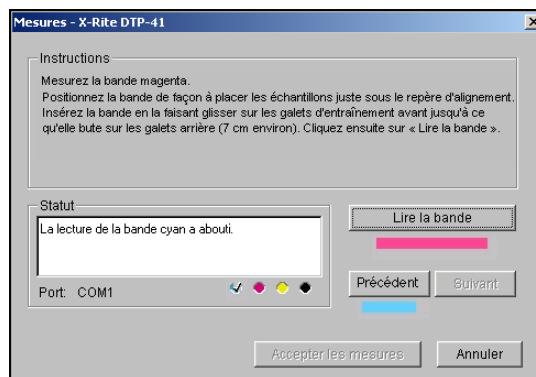 Mesures - X-Rite DTP-41
Instructions
Mesurez la bande magenta.
Positionnez la bande de façon à placer les échantillons juste sous le repère d'alignement.
Insérez la bande en la faisant glisser sur les galets d'entraînement avant jusqu'à ce
qu'elle bute sur les galets arrière (7 cm environ). Cliquez ensuite sur « Lire la bande ».
Statut
La lecture de la bande cyan a abouti.
Port: COM1
Lire la bande
Précédent
Suivant
Accepter les mesures
Annuler